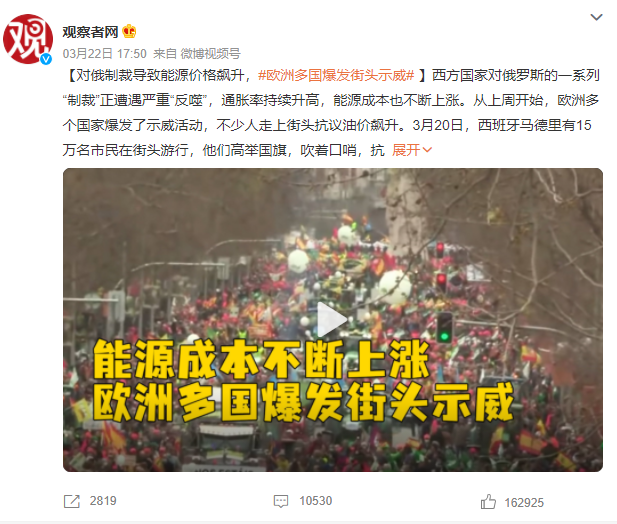 观
观察者网
03月22日 17:50 来自 微博视频号
【对俄制裁导致能源价格飙升，#欧洲多国爆发街头示威# 】西方国家对俄罗斯的一系列
“制裁”正遭遇严重“反噬”，通胀率持续升高，能源成本也不断上涨。从上周开始，欧洲多
个国家爆发了示威活动，不少人走上街头抗议油价飙升。3月20日，西班牙马德里有15
万名市民在街头游行，他们高举国旗，吹着口哨，抗 展开
能源成本不断上涨
欧洲多国爆发街头示威
2819 10530 162925